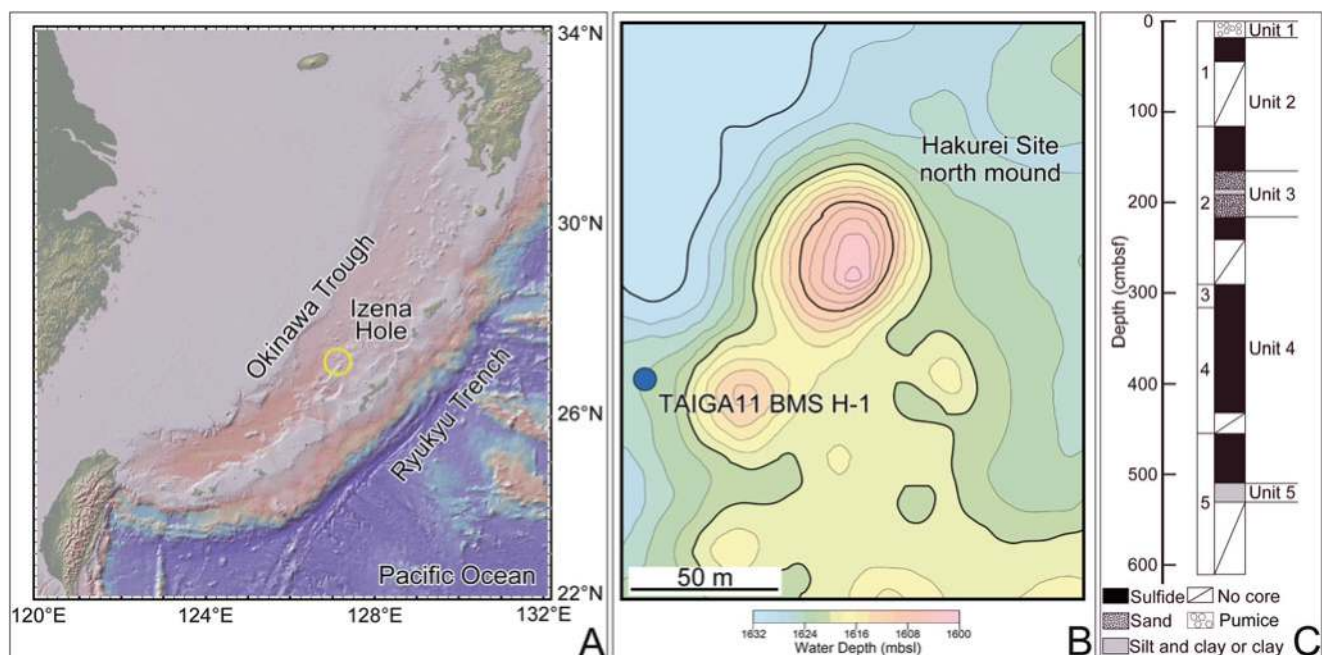 34°N
30°N
26°N
22°N
120°E
124°E
128°E
132°E
Okinawa Trough
Izena
Hole
Ryukyu Trench
Pacific Ocean
A
Hakurei Site
north mound
TAIGA11 BMS H-1
50 m
1632
1624
1616
1608
1600
Water Depth (mbsl)
B
Depth (cmbsf)
0
100
200
300
400
500
600
1
2
3
4
5
Unit 1
Unit 2
Unit 3
Unit 4
Unit 5
Sulfide
No core
Sand
Pumice
Silt and clay or clay
C